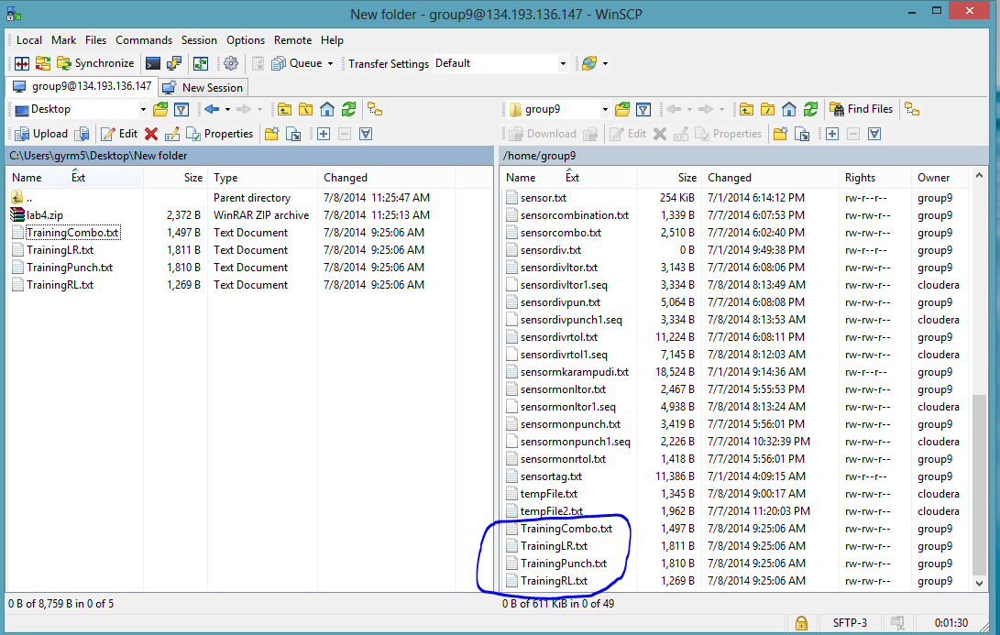 New folder - group9@134.193.136.147 - WinSCP
Local Mark Files Commands Session Options Remote Help
Synchronize Queue Transfer Settings Default
group9@134.193.136.147 New Session
Desktop group9 Find Files
Upload Edit Properties Download Edit Properties
C:\Users\gyrm5\Desktop\New folder /home/group9
Name Ext Size Type Changed Name Ext Size Changed Rights Owner
.. Parent directory 7/8/2014 11:25:47 AM sensor.txt 254 KiB 7/1/2014 6:14:12 PM rw-r--r-- group9
lab4.zip 2,372 B WinRAR ZIP archive 7/8/2014 11:25:13 AM sensorcombination.txt 1,339 B 7/7/2014 6:07:53 PM rw-rw-r-- group9
TrainingCombo.txt 1,497 B Text Document 7/8/2014 9:25:06 AM sensorcombo.txt 2,510 B 7/7/2014 6:02:40 PM rw-rw-r-- group9
TrainingLR.txt 1,811 B Text Document 7/8/2014 9:25:06 AM sensordiv.txt 0 B 7/1/2014 9:49:38 PM rw-rw-r-- group9
TrainingPunch.txt 1,810 B Text Document 7/8/2014 9:25:06 AM sensordivltor.txt 3,143 B 7/7/2014 6:08:06 PM rw-rw-r-- group9
TrainingRL.txt 1,269 B Text Document 7/8/2014 9:25:06 AM sensordivltor1.seq 3,334 B 7/8/2014 8:13:49 AM rw-rw-r-- cloudera
sensordivpun.txt 5,064 B 7/7/2014 6:08:08 PM rw-rw-r-- group9
sensordivpunch1.seq 3,334 B 7/8/2014 8:13:53 AM rw-rw-r-- cloudera
sensordivrtol.txt 11,224 B 7/7/2014 6:08:11 PM rw-rw-r-- group9
sensordivrtol1.seq 7,145 B 7/8/2014 8:12:03 AM rw-rw-r-- cloudera
sensormkarampudi.txt 18,524 B 7/1/2014 9:14:36 AM rw-r--r-- group9
sensormonltor.txt 2,467 B 7/7/2014 5:55:53 PM rw-rw-r-- group9
sensormonltor1.seq 4,938 B 7/8/2014 8:13:24 AM rw-rw-r-- cloudera
sensormonpunch.txt 3,419 B 7/7/2014 5:56:01 PM rw-rw-r-- group9
sensormonpunch1.seq 2,226 B 7/7/2014 10:32:39 PM rw-rw-r-- cloudera
sensormonrtol.txt 1,418 B 7/7/2014 5:56:01 PM rw-rw-r-- group9
sensortag.txt 11,386 B 7/1/2014 4:09:15 AM rw-r--r-- group9
tempFile.txt 1,345 B 7/8/2014 9:00:17 AM rw-rw-r-- cloudera
tempFile2.txt 1,962 B 7/7/2014 11:20:03 PM rw-rw-r-- cloudera
TrainingCombo.txt 1,497 B 7/8/2014 9:25:06 AM rw-rw-r-- group9
TrainingLR.txt 1,811 B 7/8/2014 9:25:06 AM rw-rw-r-- group9
TrainingPunch.txt 1,810 B 7/8/2014 9:25:06 AM rw-rw-r-- group9
TrainingRL.txt 1,269 B 7/8/2014 9:25:06 AM rw-rw-r-- group9
0 B of 8,759 B in 0 of 5 0 B of 611 KiB in 0 of 49
SFTP-3 0:01:30